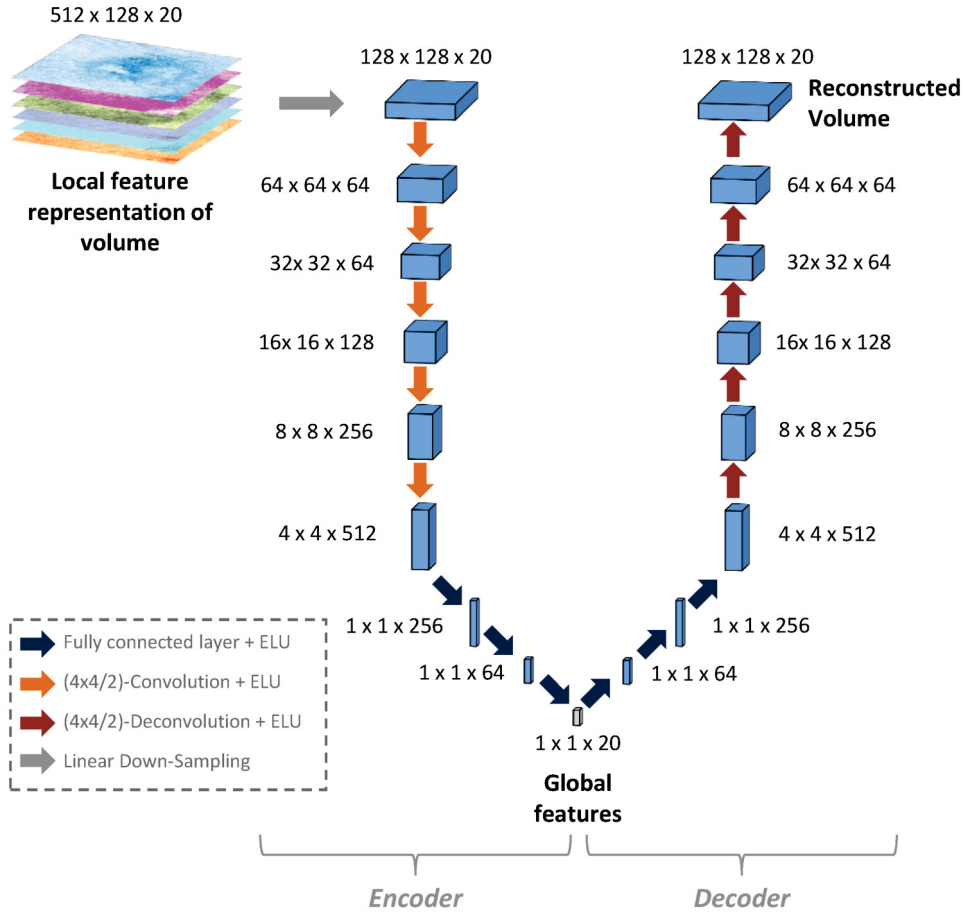 512 x 128 x 20
Local feature
representation of
volume
128 x 128 x 20
64 x 64 x 64
32x 32 x 64
16x 16 x 128
8 x 8 x 256
4 x 4 x 512
1 x 1 x 256
1 x 1 x 64
1 x 1 x 20
Global
features
128 x 128 x 20
Reconstructed
Volume
64 x 64 x 64
32x 32 x 64
16x 16 x 128
8 x 8 x 256
4 x 4 x 512
1 x 1 x 256
1 x 1 x 64
Fully connected layer + ELU
(4x4/2)-Convolution + ELU
(4x4/2)-Deconvolution + ELU
Linear Down-Sampling
Encoder
Decoder